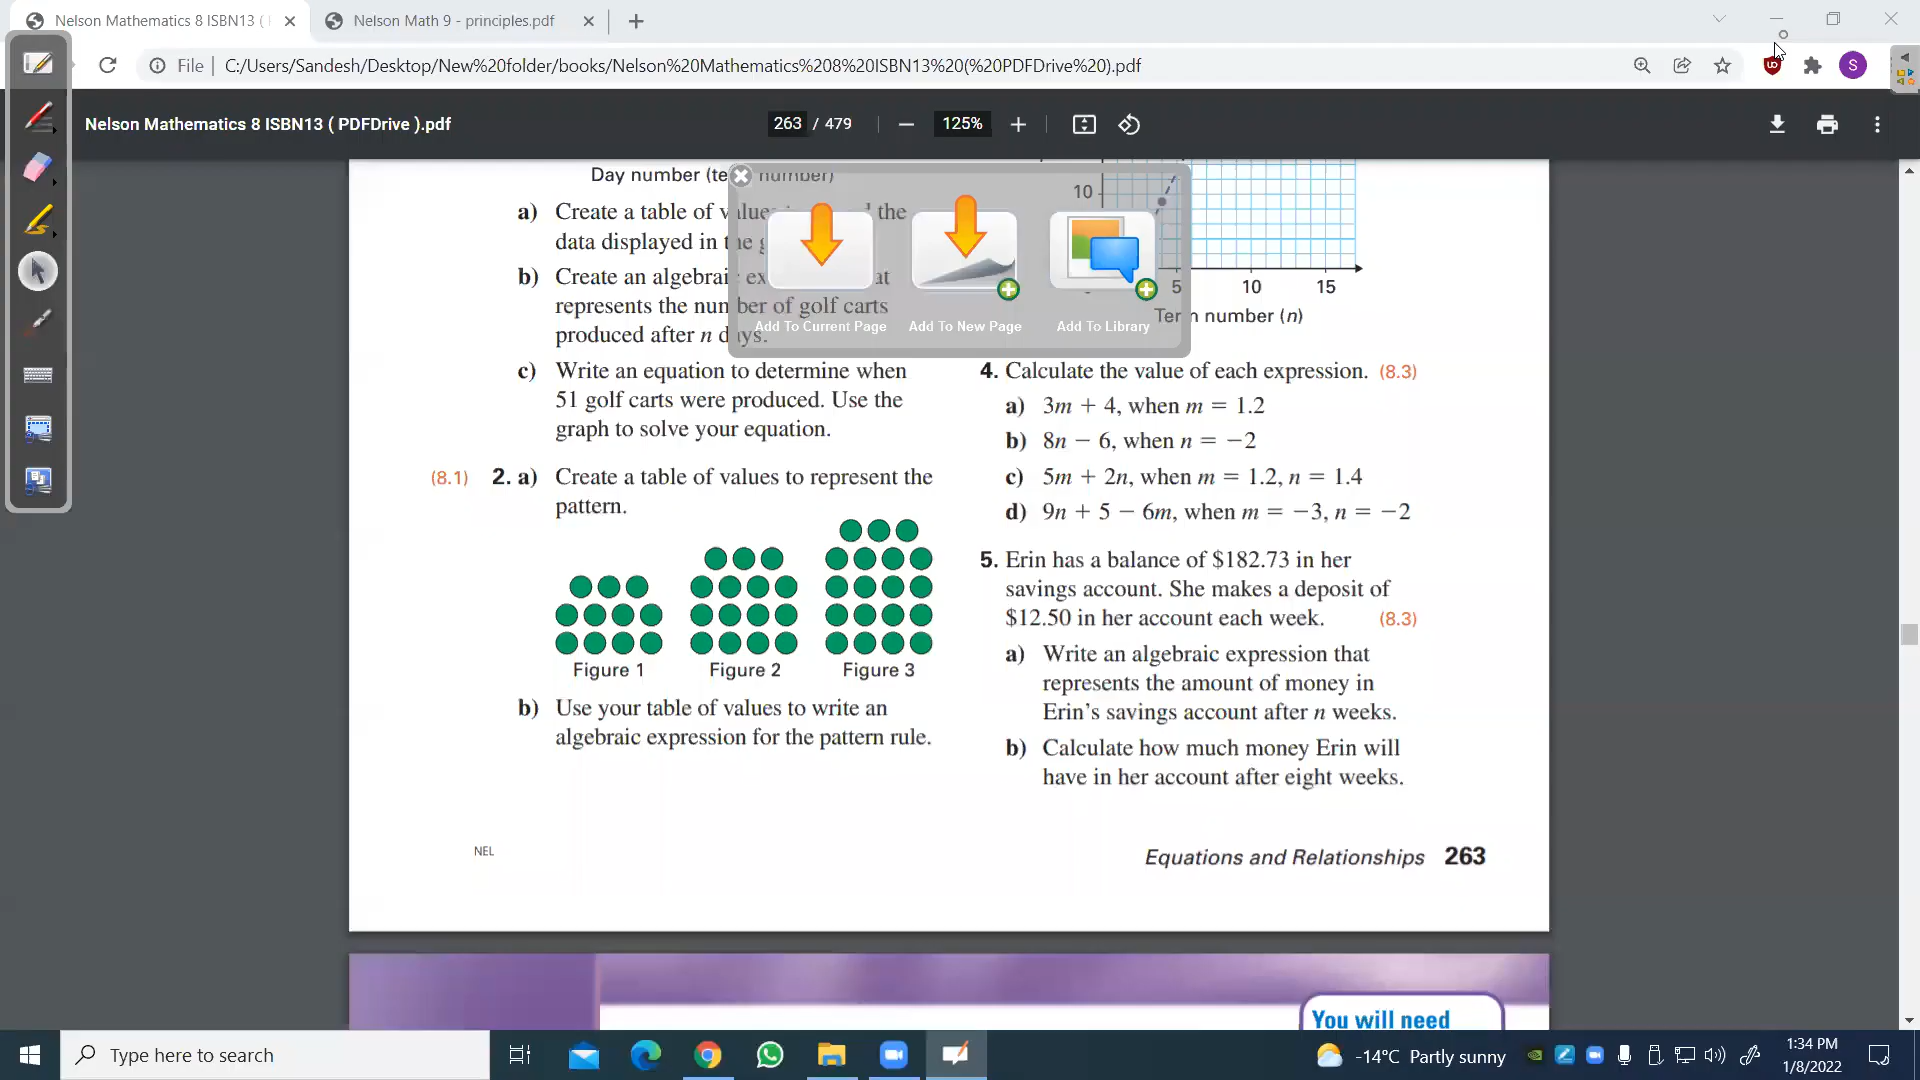 Nelson Mathematics 8 ISBN13 (
Nelson Math 9 - principles.pdf
File
C:/Users/Sandesh/Desktop/New%20folder/books/Nelson%20Mathematics%208%20ISBN13%20(%20PDFDrive%20).pdf
S
Nelson Mathematics 8 ISBN13 ( PDFDrive ).pdf
263 / 479
125%
Day number (te number)
a) Create a table of values the
data displayed in the
b) Create an algebraic
represents the number of golf carts
produced after n days.
c) Write an equation to determine when
51 golf carts were produced. Use the
graph to solve your equation.
(8.1) 2. a) Create a table of values to represent the
pattern.
Figure 1 Figure 2 Figure 3
b) Use your table of values to write an
algebraic expression for the pattern rule.
Add To Current Page
Add To New Page
Add To Library
10
5 10 15
Term number (n)
4. Calculate the value of each expression. (8.3)
a) 3m + 4, when m = 1.2
b) 8n − 6, when n = −2
c) 5m + 2n, when m = 1.2, n = 1.4
d) 9n + 5 − 6m, when m = −3, n = −2
5. Erin has a balance of $182.73 in her
savings account. She makes a deposit of
$12.50 in her account each week. (8.3)
a) Write an algebraic expression that
represents the amount of money in
Erin's savings account after n weeks.
b) Calculate how much money Erin will
have in her account after eight weeks.
NEL
Equations and Relationships 263
You will need
Type here to search
-14°C Partly sunny
1:34 PM
1/8/2022